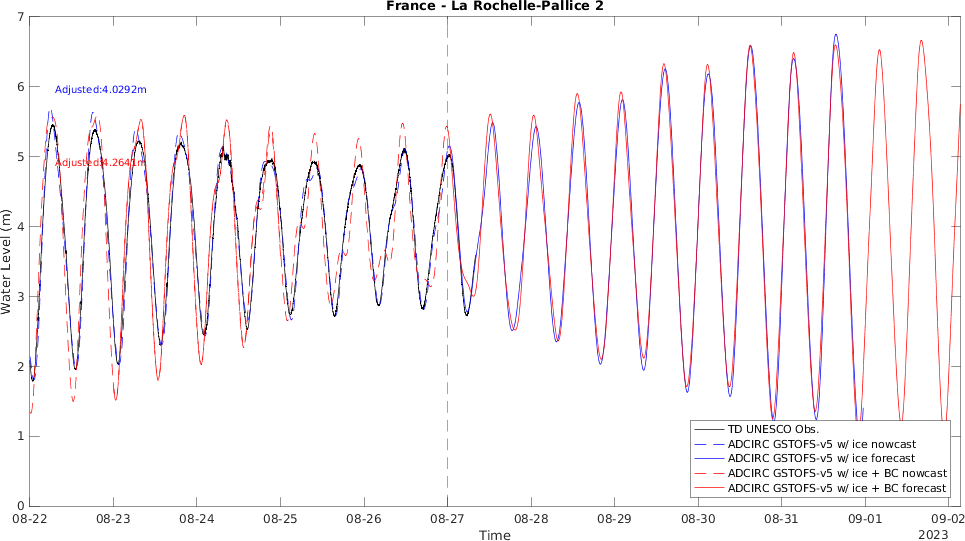 France - La Rochelle-Pallice 2
7
6
5
4
3
2
1
0
Water Level (m)
Adjusted:4.0292m
Adjusted:4.2641m
TD UNESCO Obs.
ADCIRC GSTOFS-v5 w/ ice nowcast
ADCIRC GSTOFS-v5 w/ ice forecast
ADCIRC GSTOFS-v5 w/ ice + BC nowcast
ADCIRC GSTOFS-v5 w/ ice + BC forecast
08-22 08-23 08-24 08-25 08-26 08-27 08-28 08-29 08-30 08-31 09-01 09-02
Time
2023